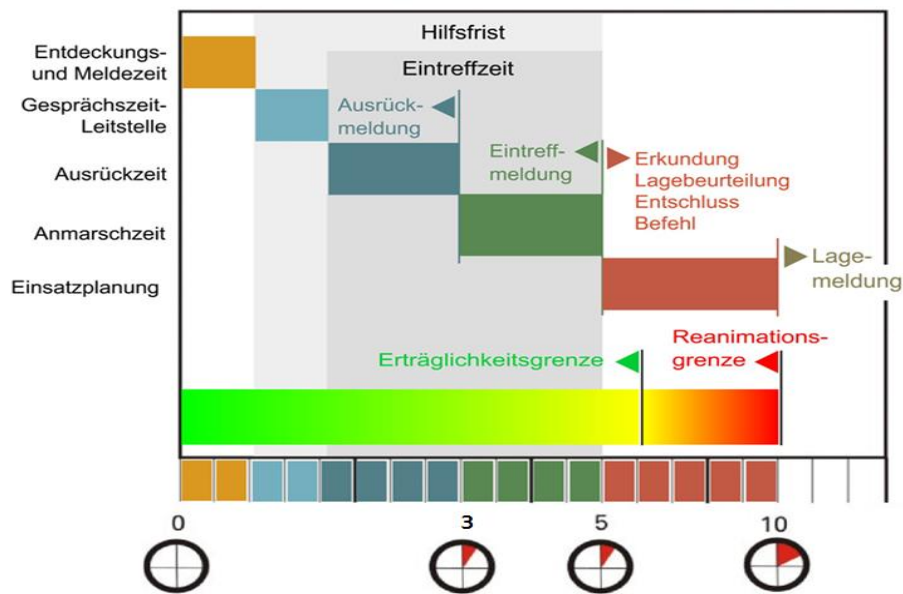 Hilfsfrist
Entdeckungs-
und Meldezeit
Eintreffzeit
Gesprächszeit-
Leitstelle
Ausrück-
meldung
Ausrückzeit
Eintreff-
meldung
Erkundung
Lagebeurteilung
Entschluss
Befehl
Anmarschzeit
Lage-
meldung
Einsatzplanung
Erträglichkeitsgrenze
Reanimations-
grenze
0 3 5 10